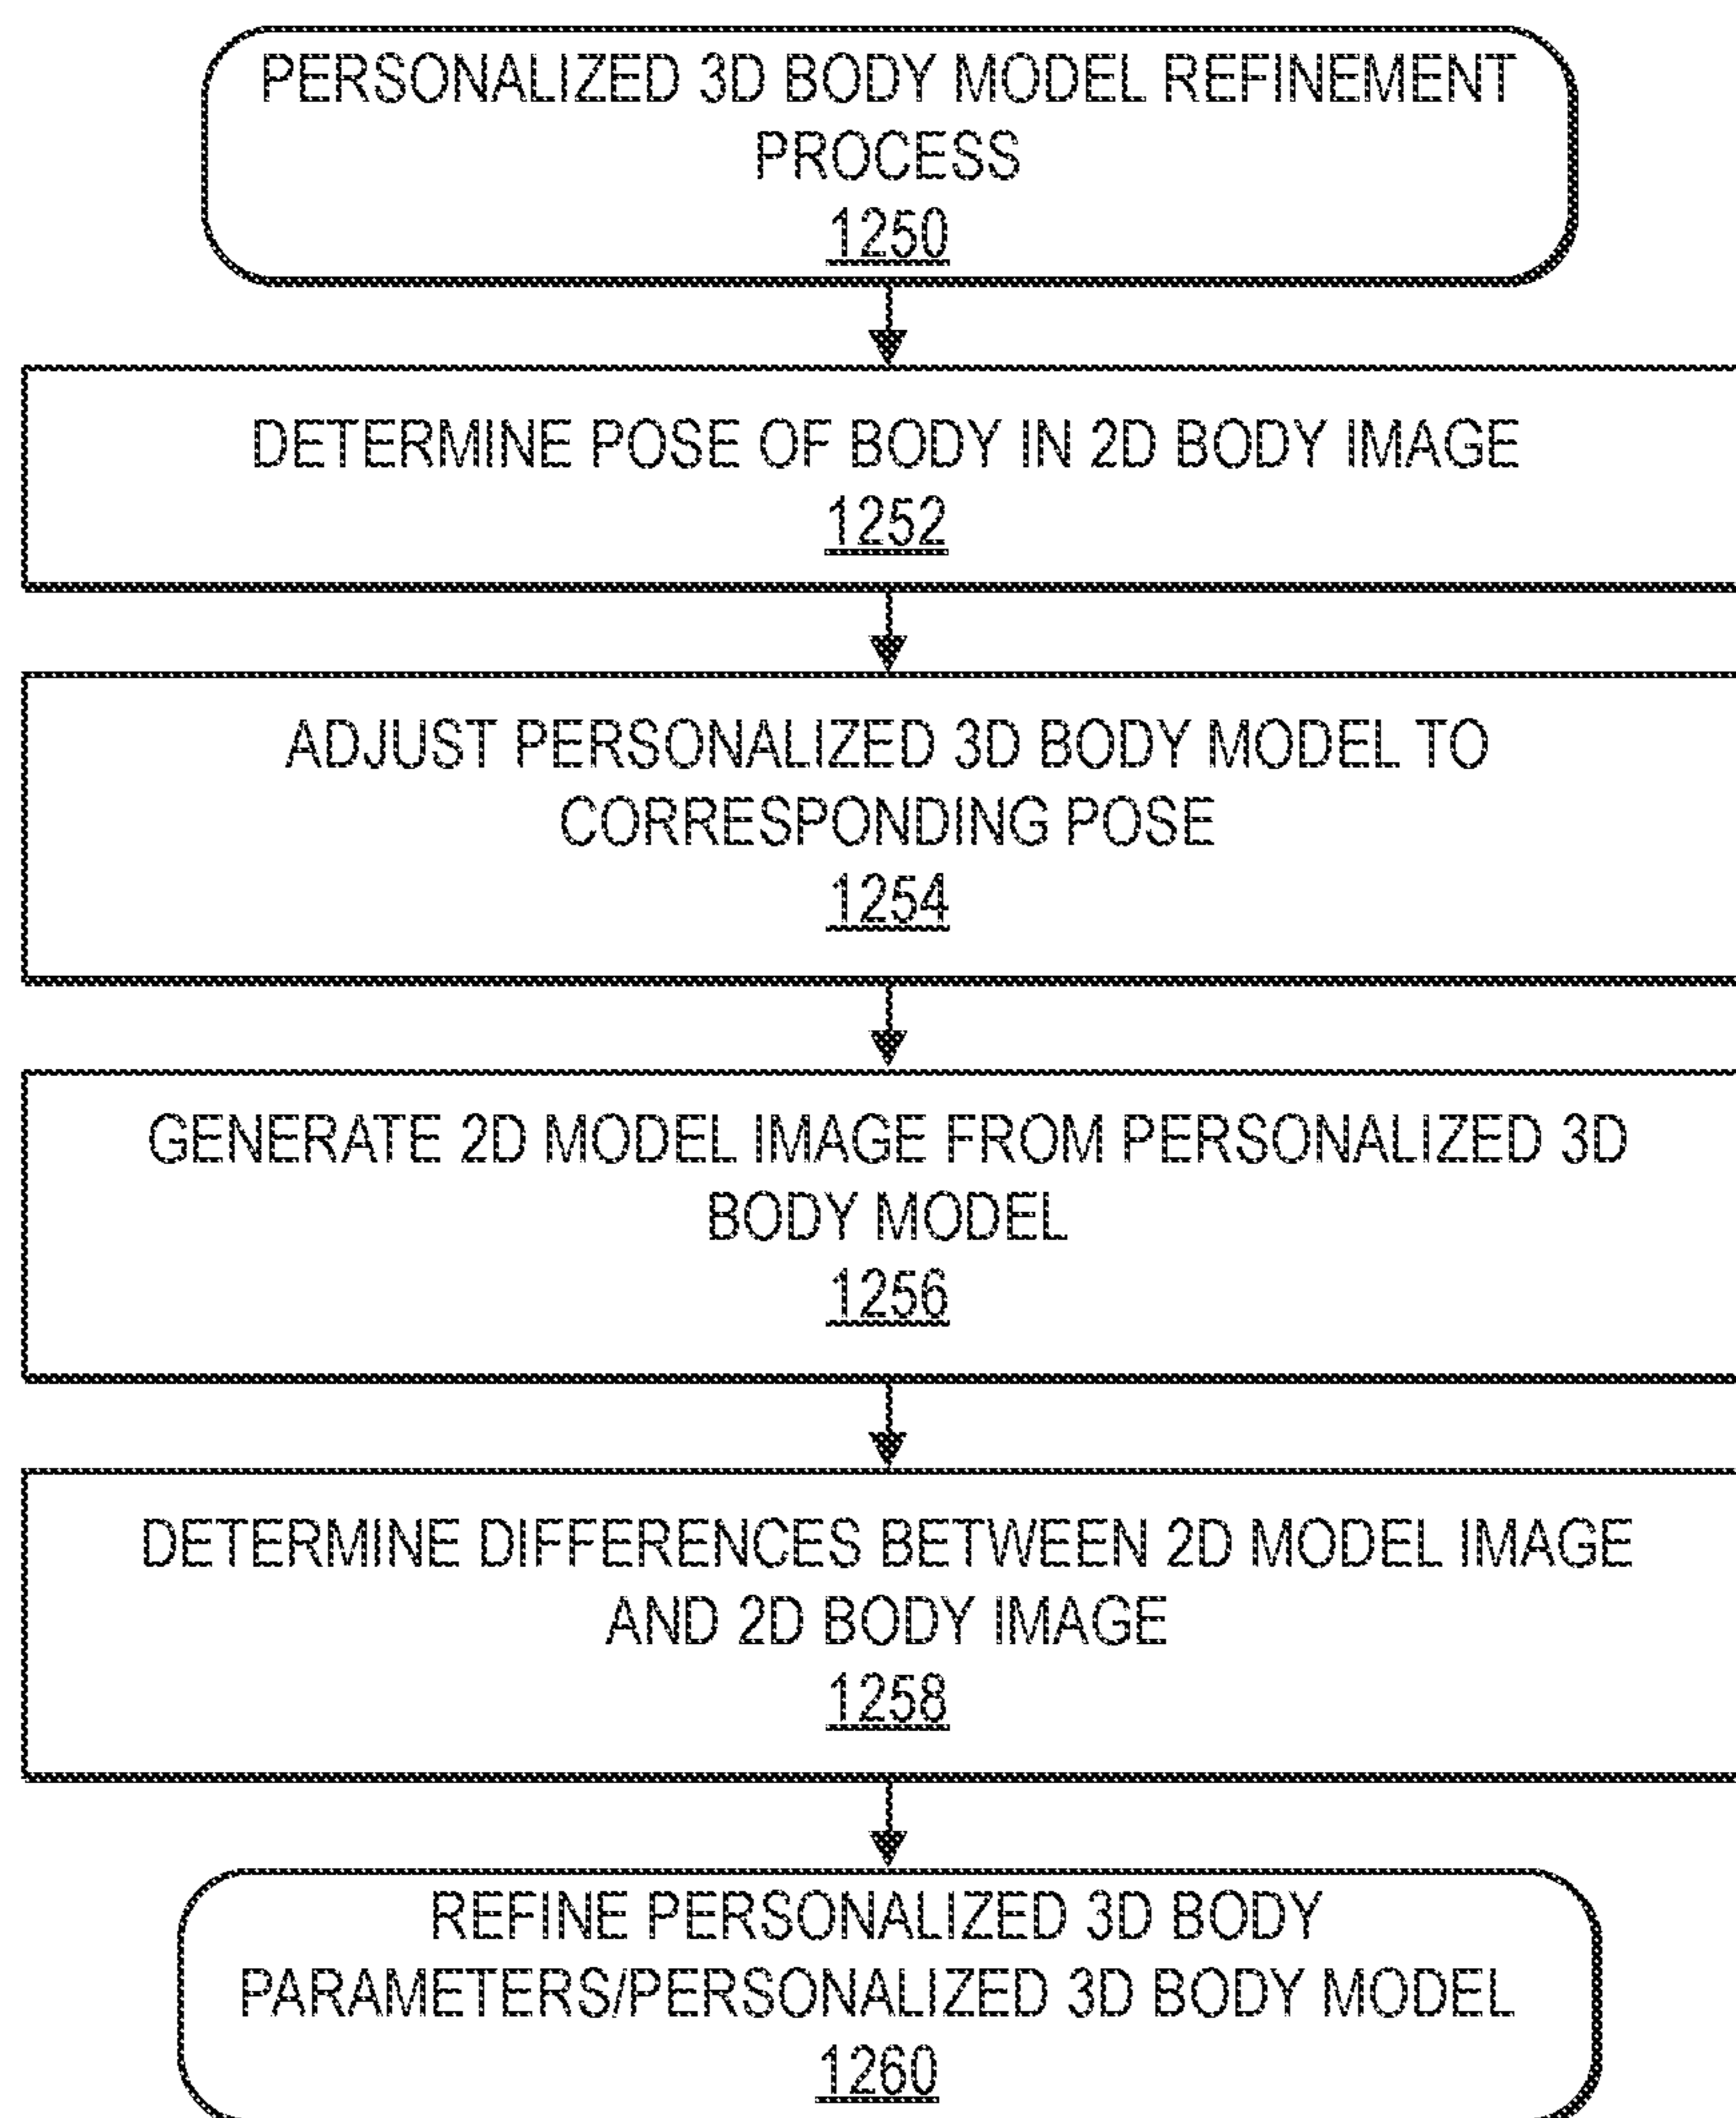 PERSONALIZED 3D BODY MODEL REFINEMENT
PROCESS
1250
DETERMINE POSE OF BODY IN 2D BODY IMAGE
1252
ADJUST PERSONALIZED 3D BODY MODEL TO
CORRESPONDING POSE
1254
GENERATE 2D MODEL IMAGE FROM PERSONALIZED 3D
BODY MODEL
1256
DETERMINE DIFFERENCES BETWEEN 2D MODEL IMAGE
AND 2D BODY IMAGE
1258
REFINE PERSONALIZED 3D BODY
PARAMETERS/PERSONALIZED 3D BODY MODEL
1260